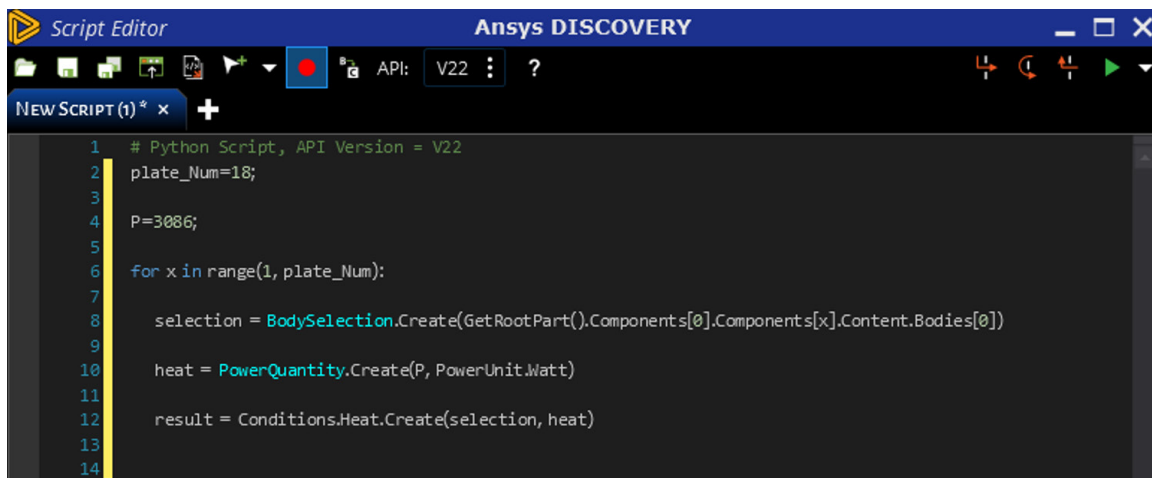 Script Editor Ansys DISCOVERY
API: V22 ?
New Script (1)*
1 # Python Script, API Version = V22
2 plate_Num=18;
3
4 P=3086;
5
6 for x in range(1, plate_Num):
7
8 selection = BodySelection.Create(GetRootPart().Components[0].Components[x].Content.Bodies[0])
9
10 heat = PowerQuantity.Create(P, PowerUnit.Watt)
11
12 result = Conditions.Heat.Create(selection, heat)
13
14